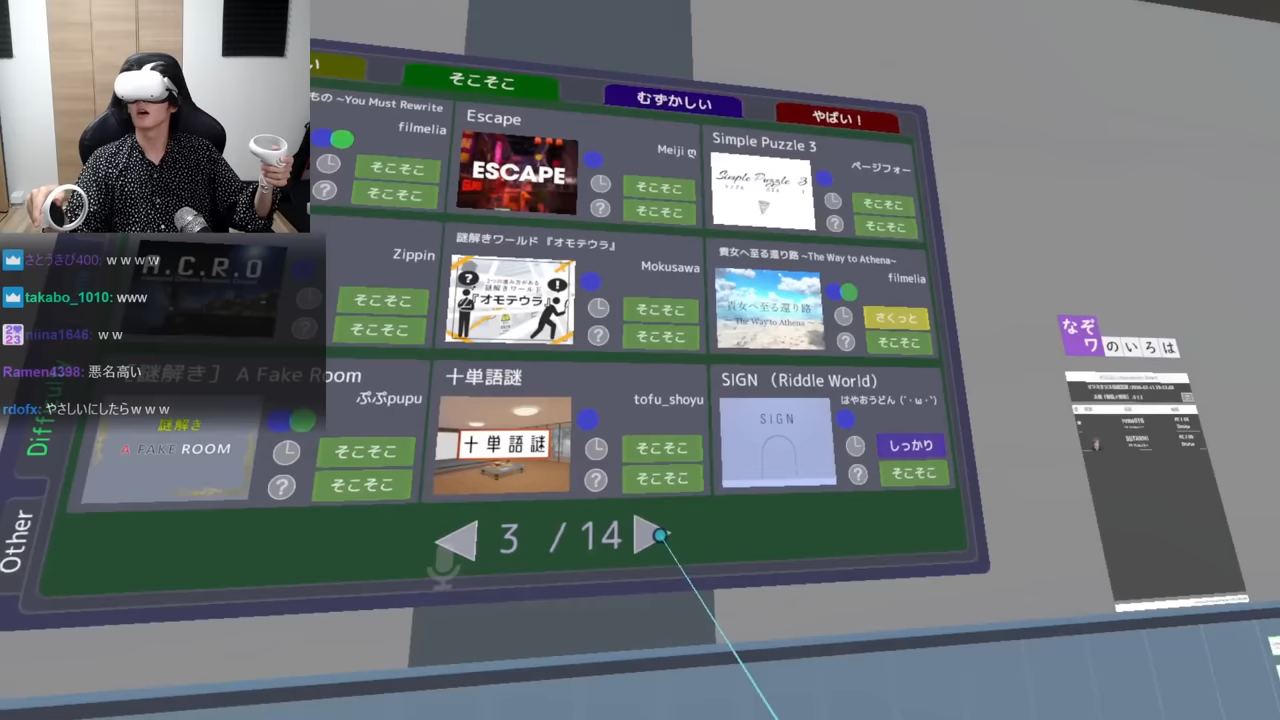 い
そこそこ
むずかしい
やばい！
もの ~You Must Rewrite
filmelia
そこそこ
そこそこ
Escape
Meiji ღ
ESCAPE
そこそこ
そこそこ
Simple Puzzle 3
ページフォー
Simple Puzzle 3
そこそこ
そこそこ
H.C.R.O
Zippin
そこそこ
そこそこ
謎解きワールド『オモテウラ』
Mokusawa
謎解きワールド
『オモテウラ』
そこそこ
そこそこ
貴女へ至る還り路 ~The Way to Athena~
filmelia
貴女へ至る還り路
~ The Way to Athena ~
さくっと
そこそこ
[謎解き] A Fake Room
ぷぷpupu
謎解き
A FAKE ROOM
そこそこ
そこそこ
十単語謎
tofu_shoyu
十単語謎
そこそこ
そこそこ
SIGN （Riddle World）
はやおうどん (´･ω･`)
SIGN
しっかり
そこそこ
3 / 14
Other
さとうきび400: ｗｗｗｗ
takabo_1010: www
niina1646: ｗｗ
Ramen4398: 悪名高い
rdofx: やさしいにしたらｗｗｗ
なぞワのいろは